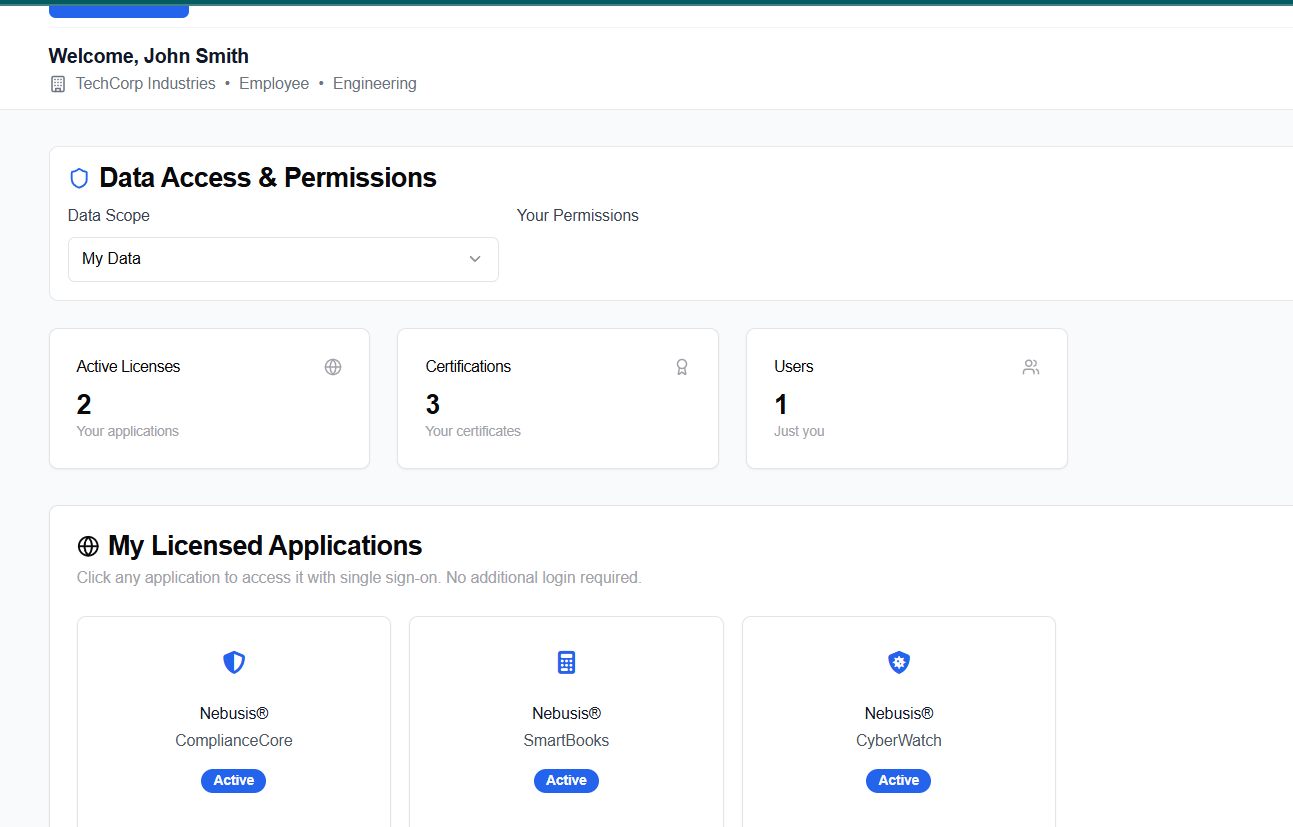 Welcome, John Smith
TechCorp Industries • Employee • Engineering
Data Access & Permissions
Data Scope
Your Permissions
My Data
Active Licenses
2
Your applications
Certifications
3
Your certificates
Users
1
Just you
My Licensed Applications
Click any application to access it with single sign-on. No additional login required.
Nebusis®
ComplianceCore
Active
Nebusis®
SmartBooks
Active
Nebusis®
CyberWatch
Active